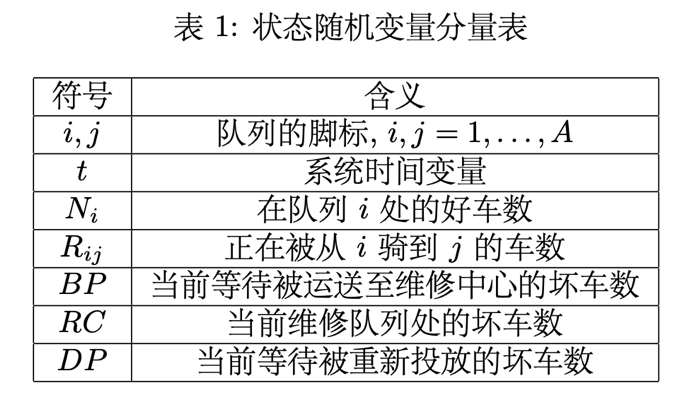 表 1: 状态随机变量分量表
符号 含义
i, j 队列的脚标, i, j = 1, . . . , A
t 系统时间变量
N_i 在队列 i 处的好车数
R_{ij} 正在被从 i 骑到 j 的车数
BP 当前等待被运送至维修中心的坏车数
RC 当前维修队列处的坏车数
DP 当前等待被重新投放的坏车数